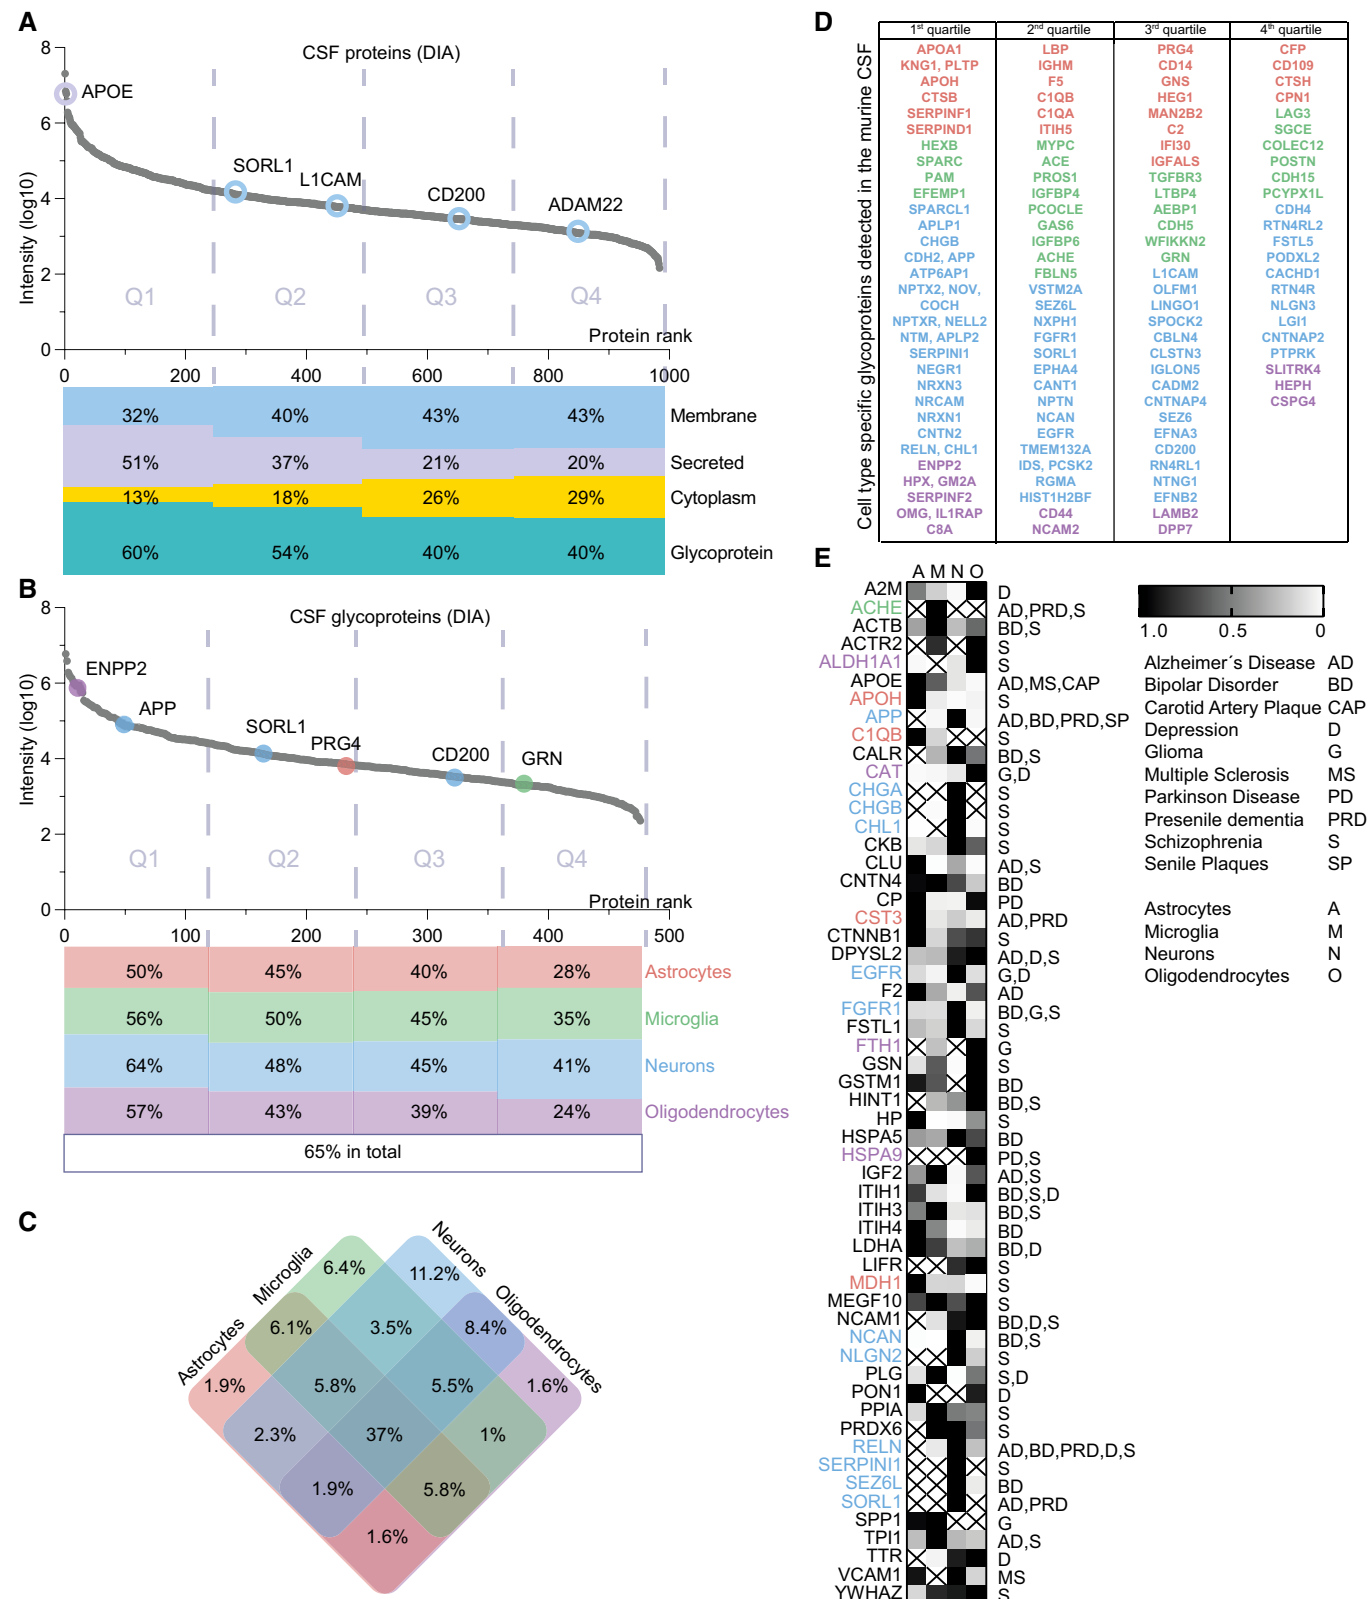 A
CSF proteins (DIA)
8
6
4
2
0
Intensity (log10)
APOE
SORL1
L1CAM
CD200
ADAM22
Q1 Q2 Q3 Q4
Protein rank
0 200 400 600 800 1000
32% 40% 43% 43% Membrane
51% 37% 21% 20% Secreted
13% 18% 26% 29% Cytoplasm
60% 54% 40% 40% Glycoprotein
B
CSF glycoproteins (DIA)
8
6
4
2
0
Intensity (log10)
ENPP2
APP
SORL1
PRG4
CD200
GRN
Q1 Q2 Q3 Q4
Protein rank
0 100 200 300 400 500
50% 45% 40% 28% Astrocytes
56% 50% 45% 35% Microglia
64% 48% 45% 41% Neurons
57% 43% 39% 24% Oligodendrocytes
65% in total
C
Astrocytes
Microglia
Neurons
Oligodendrocytes
6.4% 11.2%
6.1% 3.5% 8.4%
1.9% 5.8% 5.5% 1.6%
2.3% 37% 1%
1.9% 5.8%
1.6%
D
Cell type specific glycoproteins detected in the murine CSF
1st quartile 2nd quartile 3rd quartile 4th quartile
APOA1 LBP PRG4 CFP
KNG1, PLTP IGHM CD14 CD109
APOH F5 GNS CTSH
CTSB C1QB HEG1 CPN1
SERPINF1 C1QA MAN2B2 LAG3
SERPIND1 ITIH5 C2 SGCE
HEXB MYPC IFI30 COLEC12
SPARC ACE IGFALS POSTN
PAM PROS1 TGFBR3 CDH15
EFEMP1 IGFBP4 LTBP4 PCYPX1L
SPARCL1 PCOCLE AEBP1 CDH4
APLP1 GAS6 CDH5 RTN4RL2
CHGB IGFBP6 WFIKKN2 FSTL5
CDH2, APP ACHE GRN PODXL2
ATP6AP1 FBLN5 L1CAM CACHD1
NPTX2, NOV, VSTM2A OLFM1 RTN4R
COCH SEZ6L LINGO1 NLGN3
NPTXR, NELL2 NXPH1 SPOCK2 LGI1
NTM, APLP2 FGFR1 CBLN4 CNTNAP2
SERPINI1 SORL1 CLSTN3 PTPRK
NEGR1 EPHA4 IGLON5 SLITRK4
NRXN3 CANT1 CADM2 HEPH
NRCAM NPTN CNTNAP4 CSPG4
NRXN1 NCAN SEZ6
CNTN2 EGFR EFNA3
RELN, CHL1 TMEM132A CD200
ENPP2 IDS, PCSK2 RN4RL1
HPX, GM2A RGMA NTNG1
SERPINF2 HIST1H2BF EFNB2
OMG, IL1RAP CD44 LAMB2
C8A NCAM2 DPP7
E
A M N O
A2M D
ACHE AD,PRD,S
ACTB BD,S
ACTR2 S
ALDH1A1 S
APOE AD,MS,CAP
APOH S
APP AD,BD,PRD,SP
C1QB S
CALR BD,S
CAT G,D
CHGA S
CHGB S
CHL1 S
CKB S
CLU AD,S
CNTN4 BD
CP PD
CST3 AD,PRD
CTNNB1 S
DPYSL2 AD,D,S
EGFR G,D
F2 AD
FGFR1 BD,G,S
FSTL1 S
FTH1 G
GSN S
GSTM1 BD
HINT1 BD,S
HP S
HSPA5 BD
HSPA9 PD,S
IGF2 AD,S
ITIH1 BD,S,D
ITIH3 BD,S
ITIH4 BD
LDHA BD,D
LIFR S
MDH1 S
MEGF10 S
NCAM1 BD,D,S
NCAN BD,S
NLGN2 S
PLG S,D
PON1 D
PPIA S
PRDX6 S
RELN AD,BD,PRD,D,S
SERPINI1 S
SEZ6L BD
SORL1 AD,PRD
SPP1 G
TPI1 AD,S
TTR D
VCAM1 MS
YWHAZ S
1.0 0.5 0
Alzheimer´s Disease AD
Bipolar Disorder BD
Carotid Artery Plaque CAP
Depression D
Glioma G
Multiple Sclerosis MS
Parkinson Disease PD
Presenile dementia PRD
Schizophrenia S
Senile Plaques SP
Astrocytes A
Microglia M
Neurons N
Oligodendrocytes O